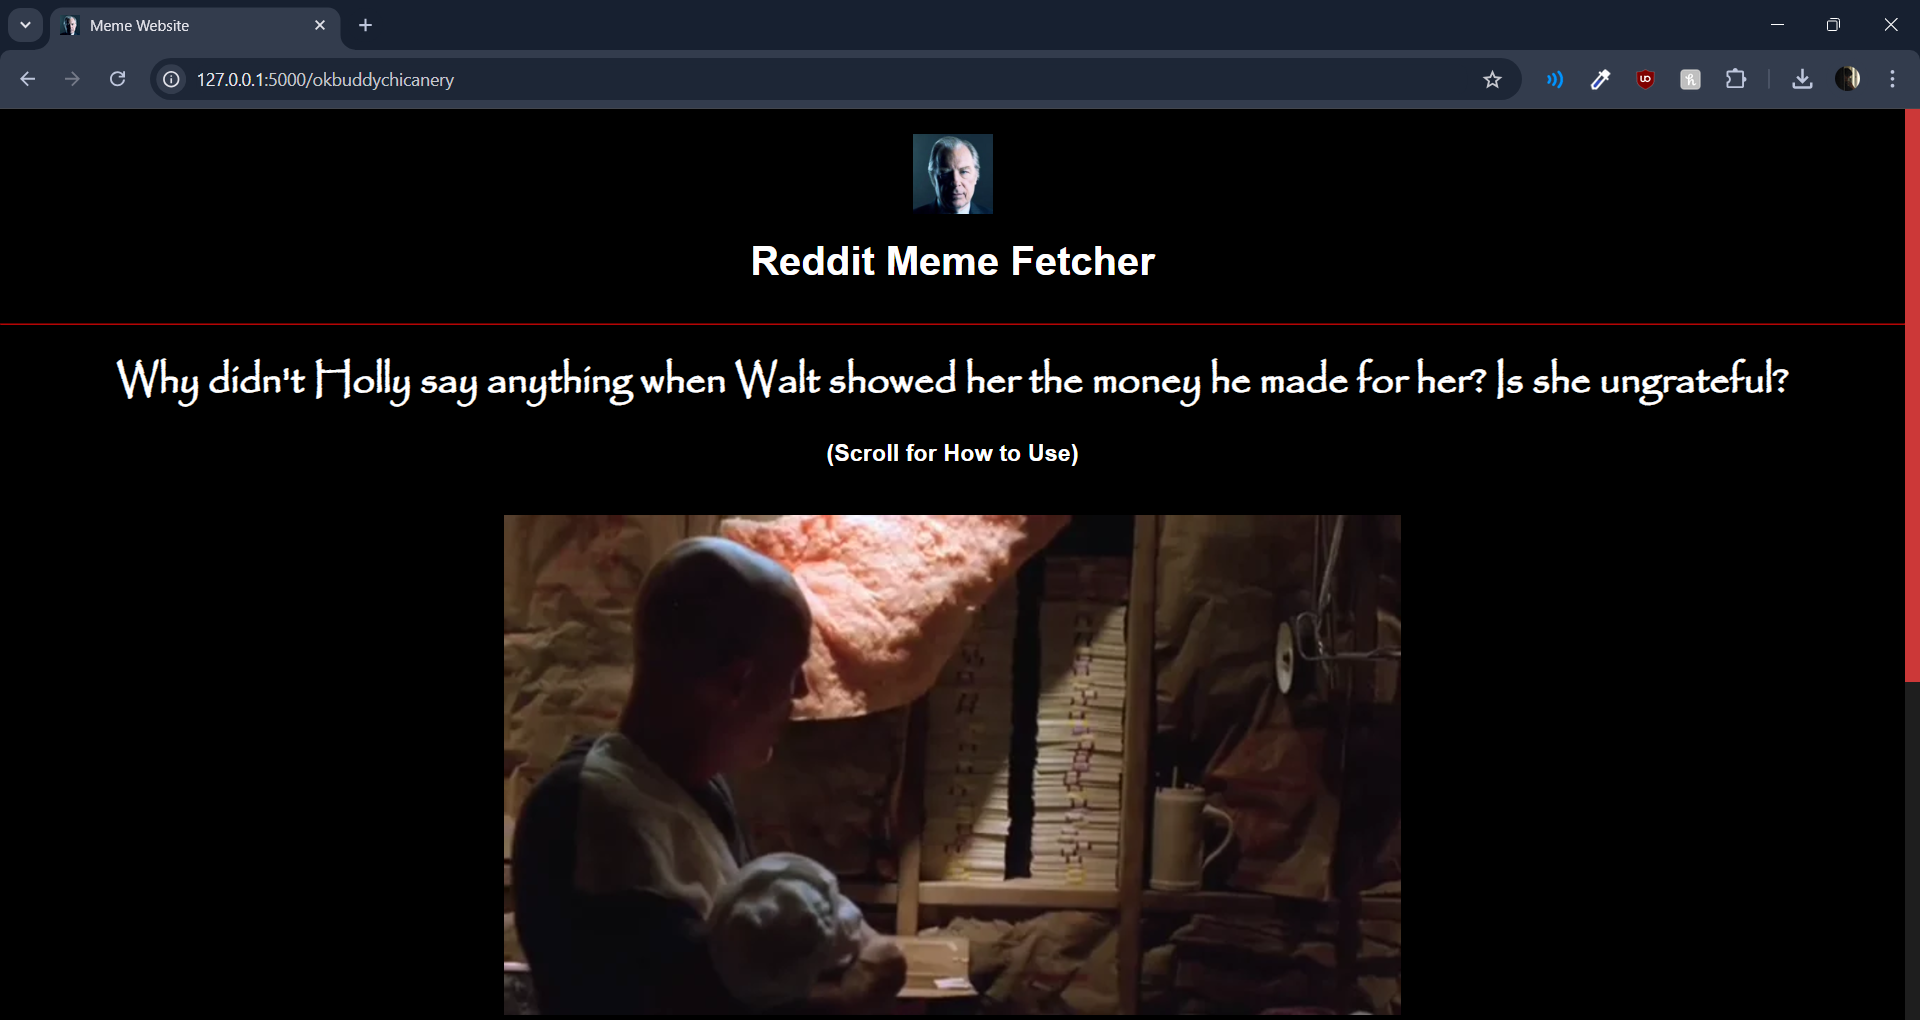 Meme Website
127.0.0.1:5000/okbuddychicanery
Reddit Meme Fetcher
Why didn't Holly say anything when Walt showed her the money he made for her? Is she ungrateful?
(Scroll for How to Use)